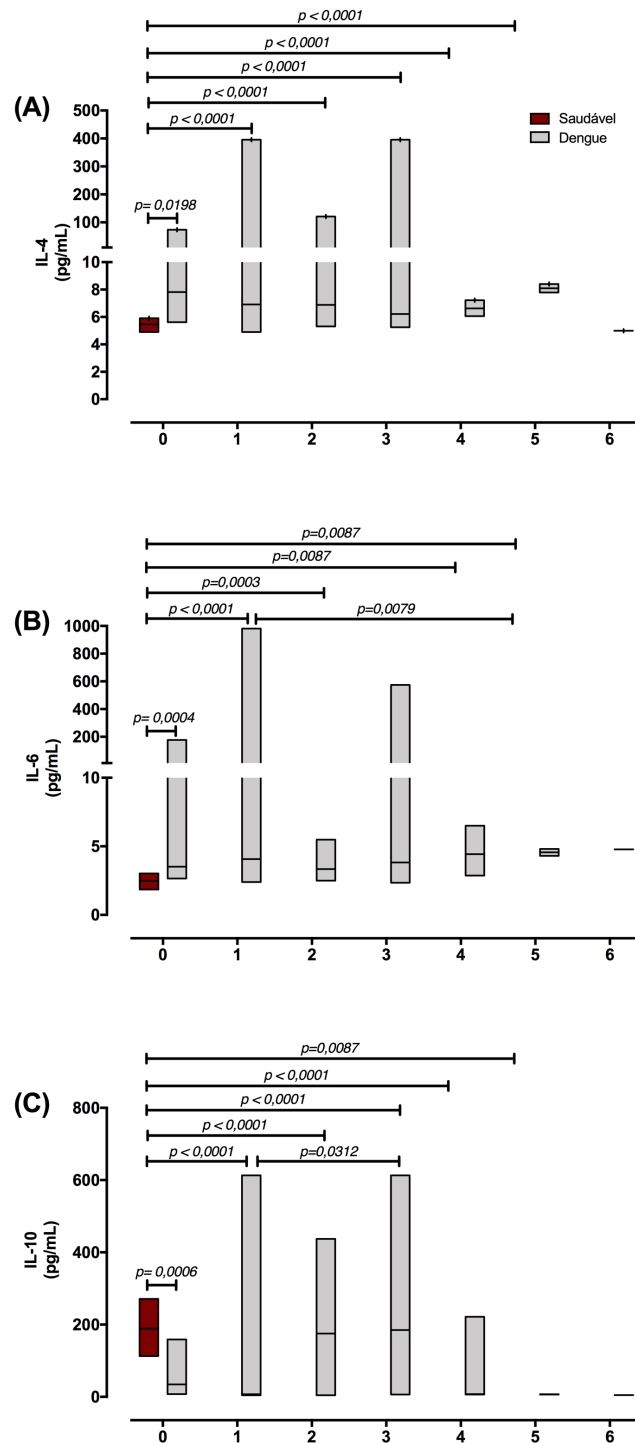 p < 0,0001
p < 0,0001
p < 0,0001
p < 0,0001
p < 0,0001
p= 0,0198
(A)
Saudável
Dengue
IL-4
(pg/mL)
500
400
300
200
100
10
8
6
4
2
0
0 1 2 3 4 5 6
p=0,0087
p=0,0087
p=0,0003
p < 0,0001 p=0,0079
p= 0,0004
(B)
IL-6
(pg/mL)
1000
800
600
400
200
10
5
0
0 1 2 3 4 5 6
p=0,0087
p < 0,0001
p < 0,0001
p < 0,0001
p < 0,0001 p=0,0312
p= 0,0006
(C)
IL-10
(pg/mL)
800
600
400
200
0
0 1 2 3 4 5 6